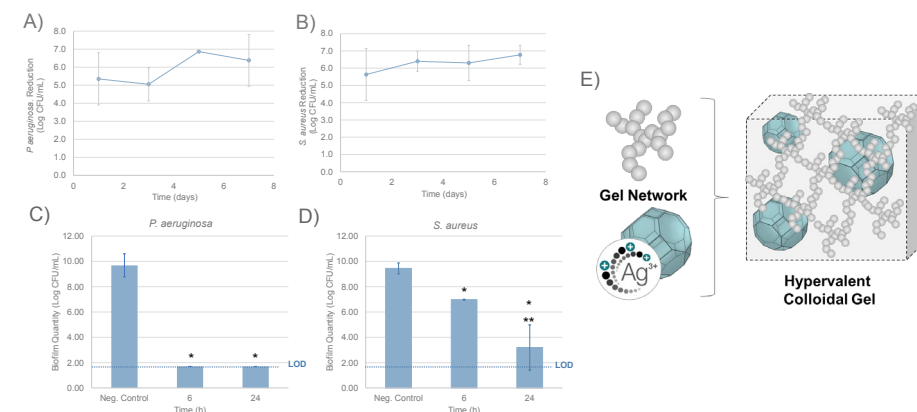 A)
P aeruginosa. Reduction
(Log CFU/mL)
8.0
7.0
6.0
5.0
4.0
3.0
2.0
1.0
0.0
0
2
4
6
8
Time (days)
B)
S. aureus Reduction
(Log CFU/mL)
8.0
7.0
6.0
5.0
4.0
3.0
2.0
1.0
0.0
0
2
4
6
8
Time (days)
C)
P. aeruginosa
Biofilm Quantity (Log CFU/mL)
12.00
10.00
8.00
6.00
4.00
2.00
0.00
*
*
LOD
Neg. Control
6
24
Time (h)
D)
S. aureus
Biofilm Quantity (Log CFU/mL)
12.00
10.00
8.00
6.00
4.00
2.00
0.00
*
*
**
LOD
Neg. Control
6
24
Time (h)
E)
Gel Network
Ag3+
+
+
+
Hypervalent
Colloidal Gel